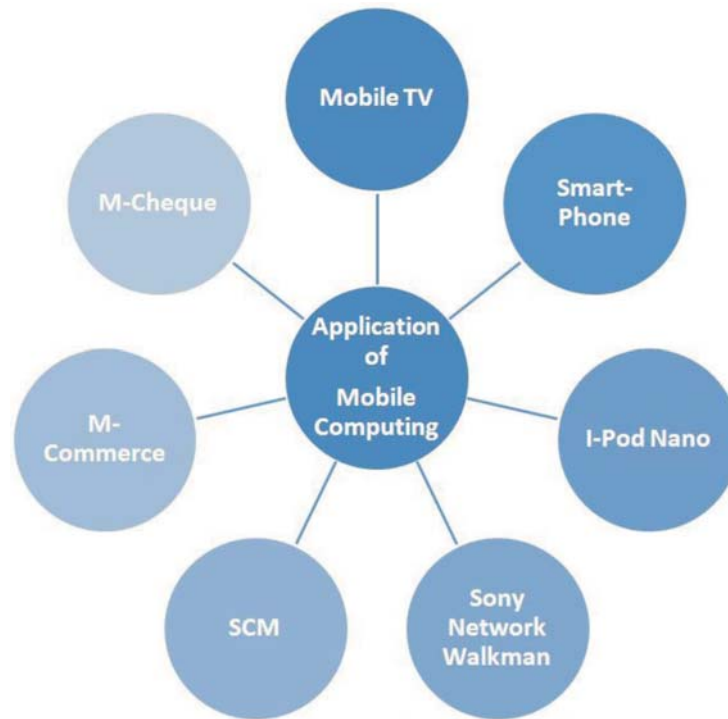 Mobile TV
Smart-
Phone
I-Pod Nano
Sony
Network
Walkman
SCM
M-
Commerce
M-Cheque
Application
of
Mobile
Computing